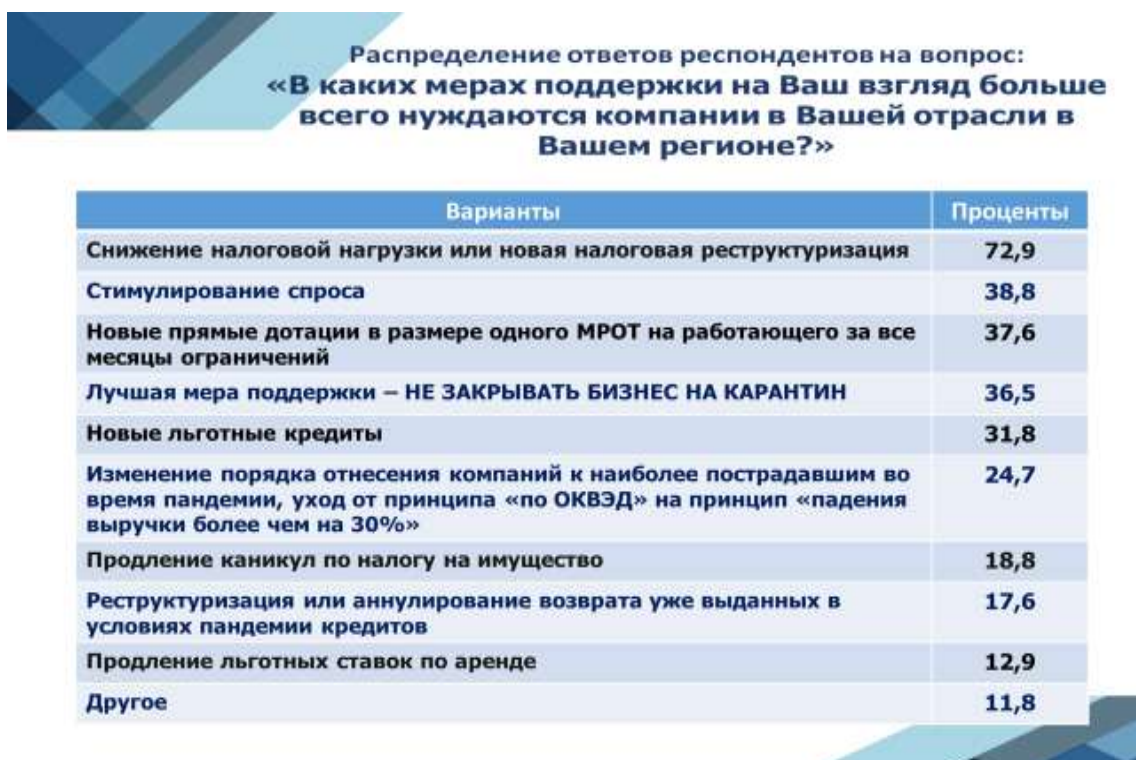 Распределение ответов респондентов на вопрос:
«В каких мерах поддержки на Ваш взгляд больше
всего нуждаются компании в Вашей отрасли в
Вашем регионе?»
Варианты Проценты
Снижение налоговой нагрузки или новая налоговая реструктуризация 72,9
Стимулирование спроса 38,8
Новые прямые дотации в размере одного МРОТ на работающего за все 37,6
месяцы ограничений
Лучшая мера поддержки – НЕ ЗАКРЫВАТЬ БИЗНЕС НА КАРАНТИН 36,5
Новые льготные кредиты 31,8
Изменение порядка отнесения компаний к наиболее пострадавшим во 24,7
время пандемии, уход от принципа «по ОКВЭД» на принцип «падения
выручки более чем на 30%»
Продление каникул по налогу на имущество 18,8
Реструктуризация или аннулирование возврата уже выданных в 17,6
условиях пандемии кредитов
Продление льготных ставок по аренде 12,9
Другое 11,8